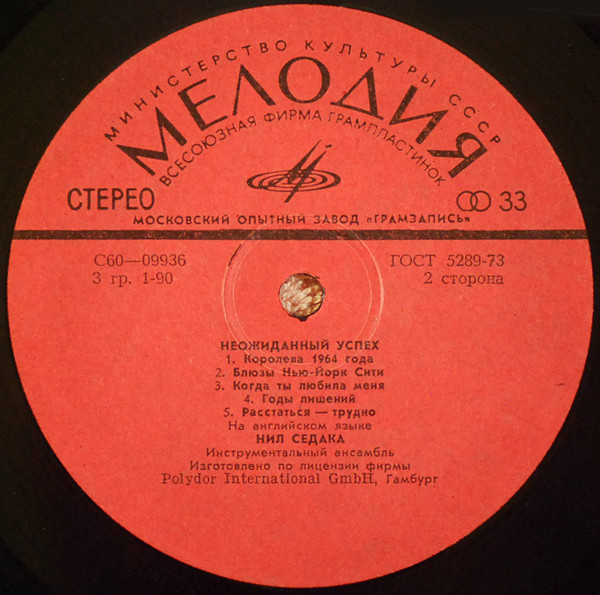 МИНИСТЕРСТВО КУЛЬТУРЫ СССР
МЕЛОДИЯ
ВСЕСОЮЗНАЯ ФИРМА ГРАМПЛАСТИНОК
СТЕРЕО
33
МОСКОВСКИЙ ОПЫТНЫЙ ЗАВОД «ГРАМЗАПИСЬ»
С60—09936
ГОСТ 5289-73
3 гр. 1-90
2 сторона
НЕОЖИДАННЫЙ УСПЕХ
1. Королева 1964 года
2. Блюзы Нью-Йорк Сити
3. Когда ты любила меня
4. Годы лишений
5. Расстаться — трудно
На английском языке
НИЛ СЕДАКА
Инструментальный ансамбль
Изготовлено по лицензии фирмы
Polydor International GmbH, Гамбург